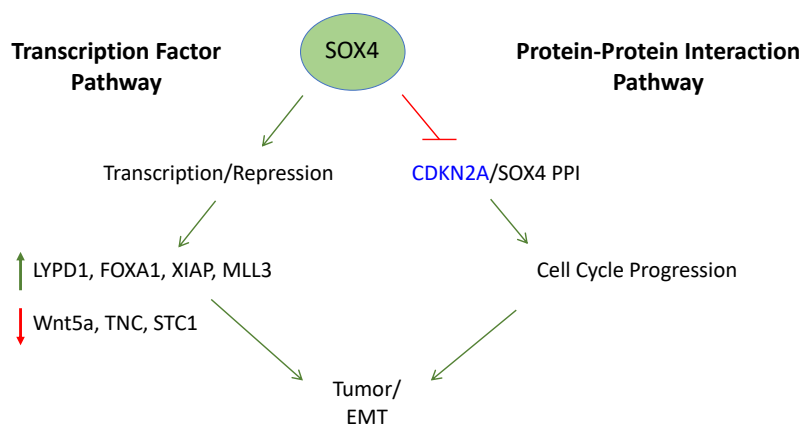 SOX4
Transcription Factor
Pathway
Protein-Protein Interaction
Pathway
Transcription/Repression
CDKN2A/SOX4 PPI
LYPD1, FOXA1, XIAP, MLL3
Cell Cycle Progression
Wnt5a, TNC, STC1
Tumor/
EMT